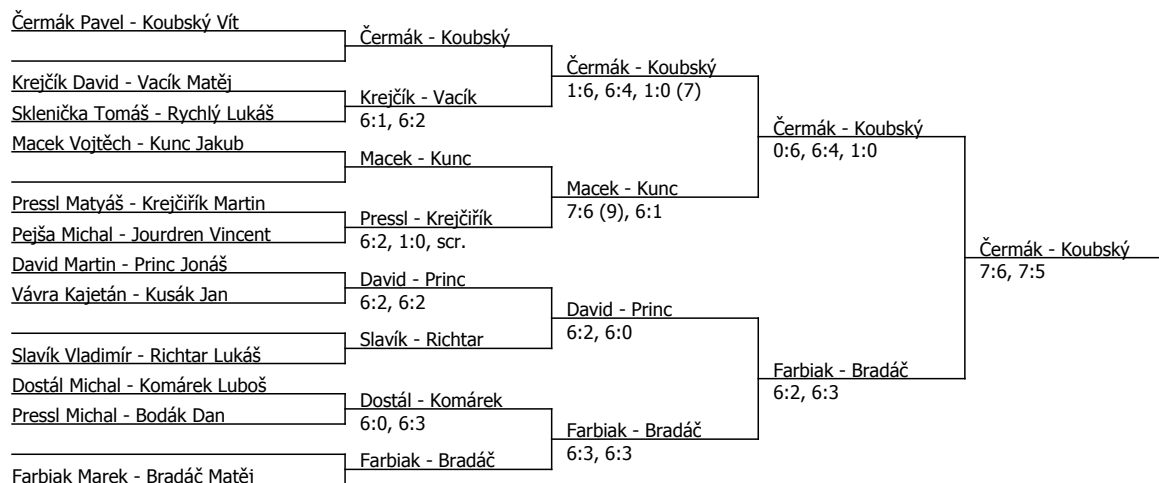 Čermák Pavel - Koubský Vít
Čermák - Koubský
Krejčík David - Vacík Matěj
Čermák - Koubský
1:6, 6:4, 1:0 (7)
Sklenička Tomáš - Rychlý Lukáš
Krejčík - Vacík
6:1, 6:2
Macek Vojtěch - Kunc Jakub
Čermák - Koubský
0:6, 6:4, 1:0
Macek - Kunc
Pressl Matyáš - Krejčiřík Martin
Macek - Kunc
7:6 (9), 6:1
Pejša Michal - Jourdren Vincent
Pressl - Krejčiřík
6:2, 1:0, scr.
David Martin - Princ Jonáš
Čermák - Koubský
7:6, 7:5
Vávra Kajetán - Kusák Jan
David - Princ
6:2, 6:2
David - Princ
6:2, 6:0
Slavík Vladimír - Richtar Lukáš
Slavík - Richtar
Dostál Michal - Komárek Luboš
Farbiak - Bradáč
6:2, 6:3
Pressl Michal - Bodák Dan
Dostál - Komárek
6:0, 6:3
Farbiak - Bradáč
6:3, 6:3
Farbiak Marek - Bradáč Matěj
Farbiak - Bradáč